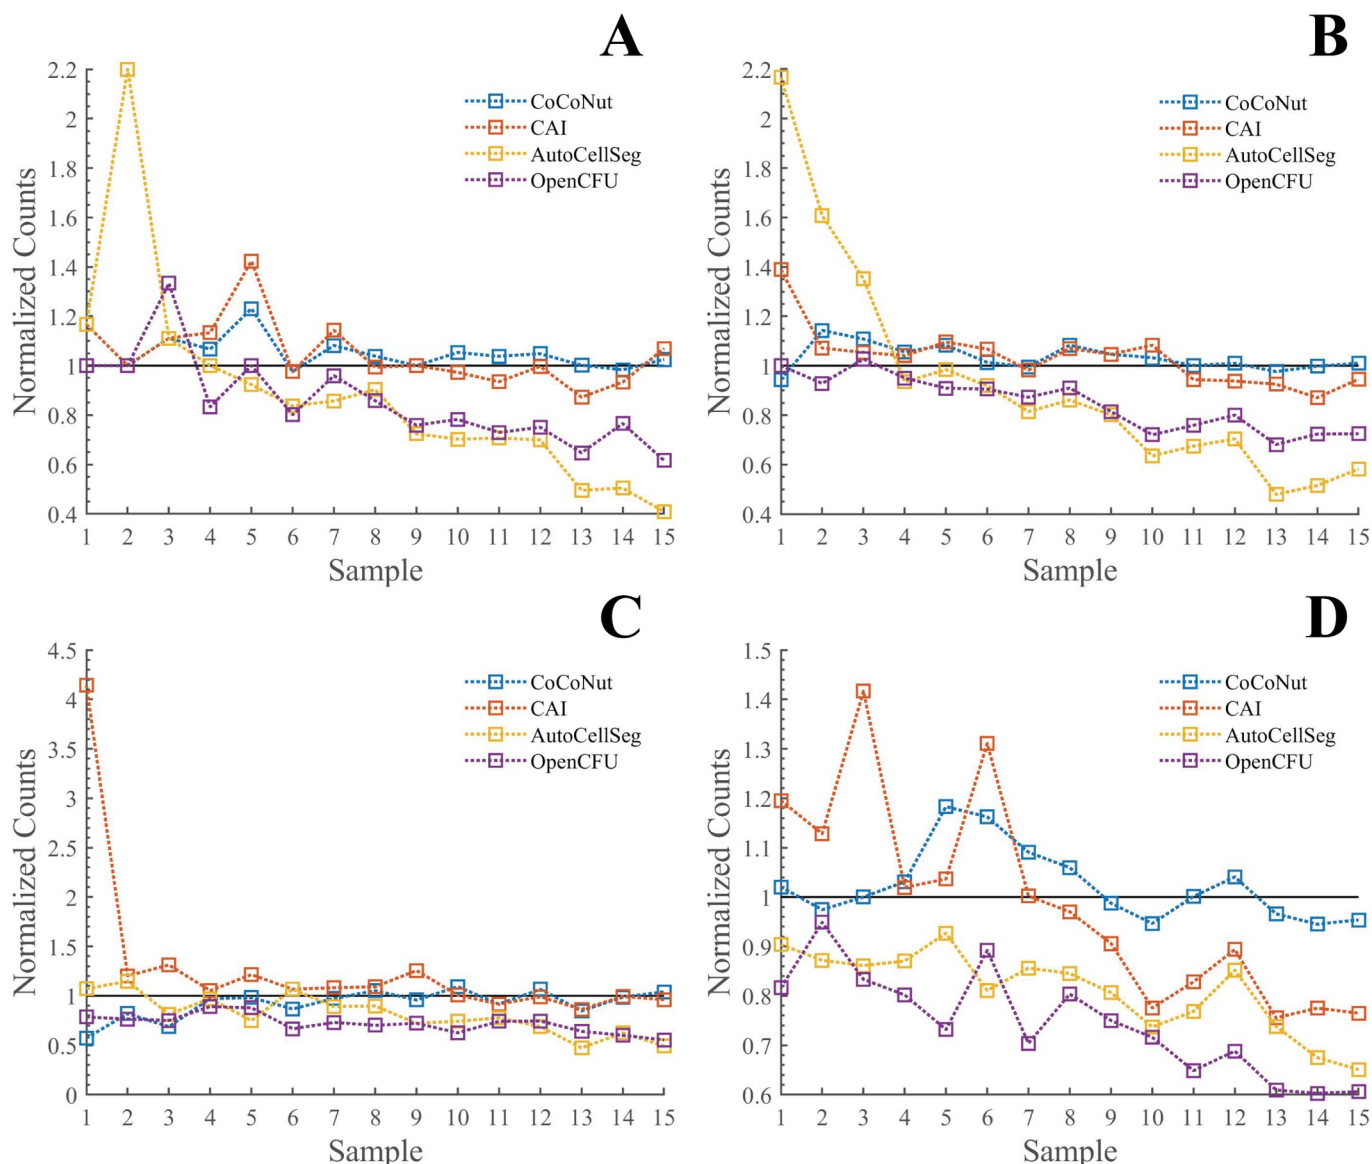 A
Normalized Counts
2.2
2
1.8
1.6
1.4
1.2
1
0.8
0.6
0.4
CoCoNut
CAI
AutoCellSeg
OpenCFU
1 2 3 4 5 6 7 8 9 10 11 12 13 14 15
Sample
B
Normalized Counts
2.2
2
1.8
1.6
1.4
1.2
1
0.8
0.6
0.4
CoCoNut
CAI
AutoCellSeg
OpenCFU
1 2 3 4 5 6 7 8 9 10 11 12 13 14 15
Sample
C
Normalized Counts
4.5
4
3.5
3
2.5
2
1.5
1
0.5
0
CoCoNut
CAI
AutoCellSeg
OpenCFU
1 2 3 4 5 6 7 8 9 10 11 12 13 14 15
Sample
D
Normalized Counts
1.5
1.4
1.3
1.2
1.1
1
0.9
0.8
0.7
0.6
CoCoNut
CAI
AutoCellSeg
OpenCFU
1 2 3 4 5 6 7 8 9 10 11 12 13 14 15
Sample